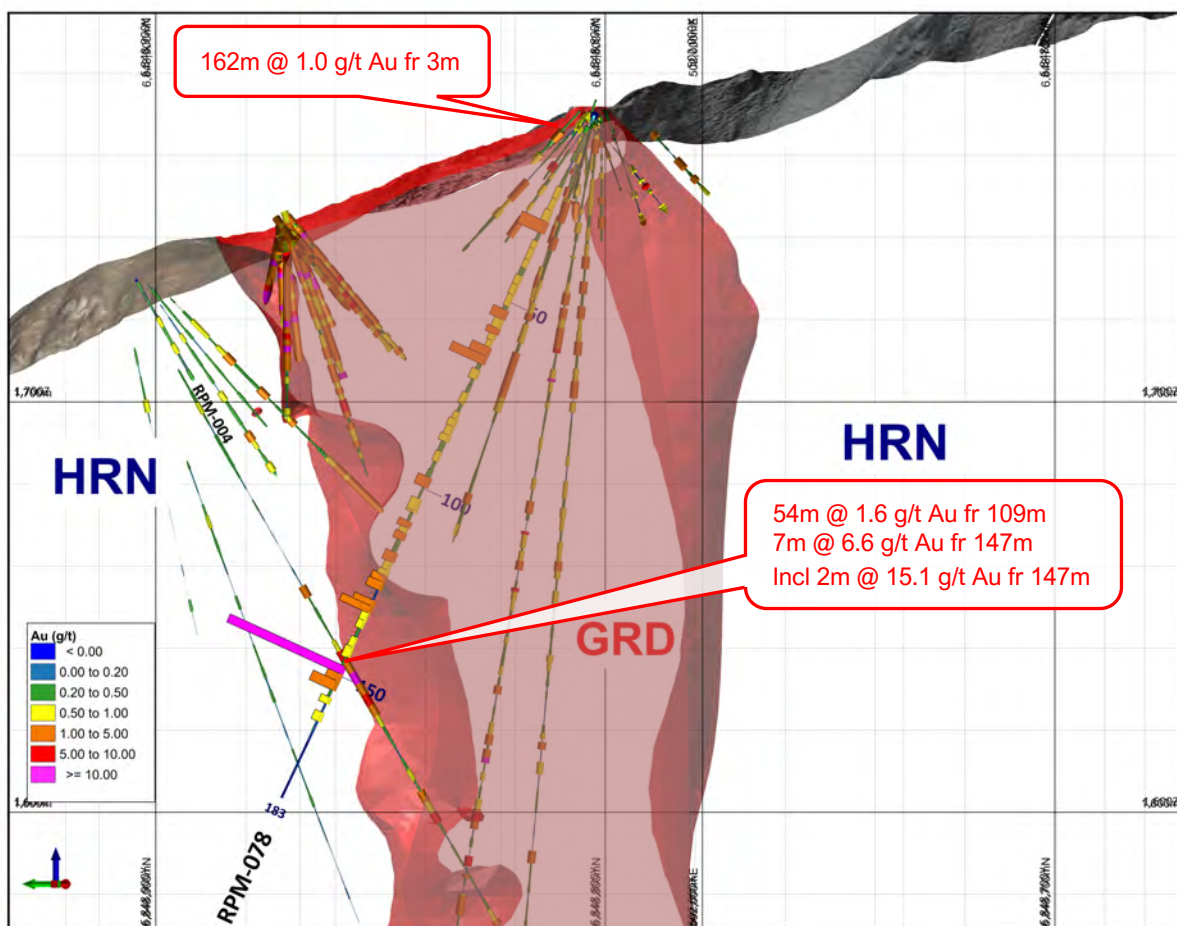 162m @ 1.0 g/t Au fr 3m
50
RPM-004
HRN
HRN
100
54m @ 1.6 g/t Au fr 109m
7m @ 6.6 g/t Au fr 147m
Incl 2m @ 15.1 g/t Au fr 147m
GRD
Au (g/t)
< 0.00
0.00 to 0.20
0.20 to 0.50
0.50 to 1.00
1.00 to 5.00
5.00 to 10.00
>= 10.00
150
183
RPM-078